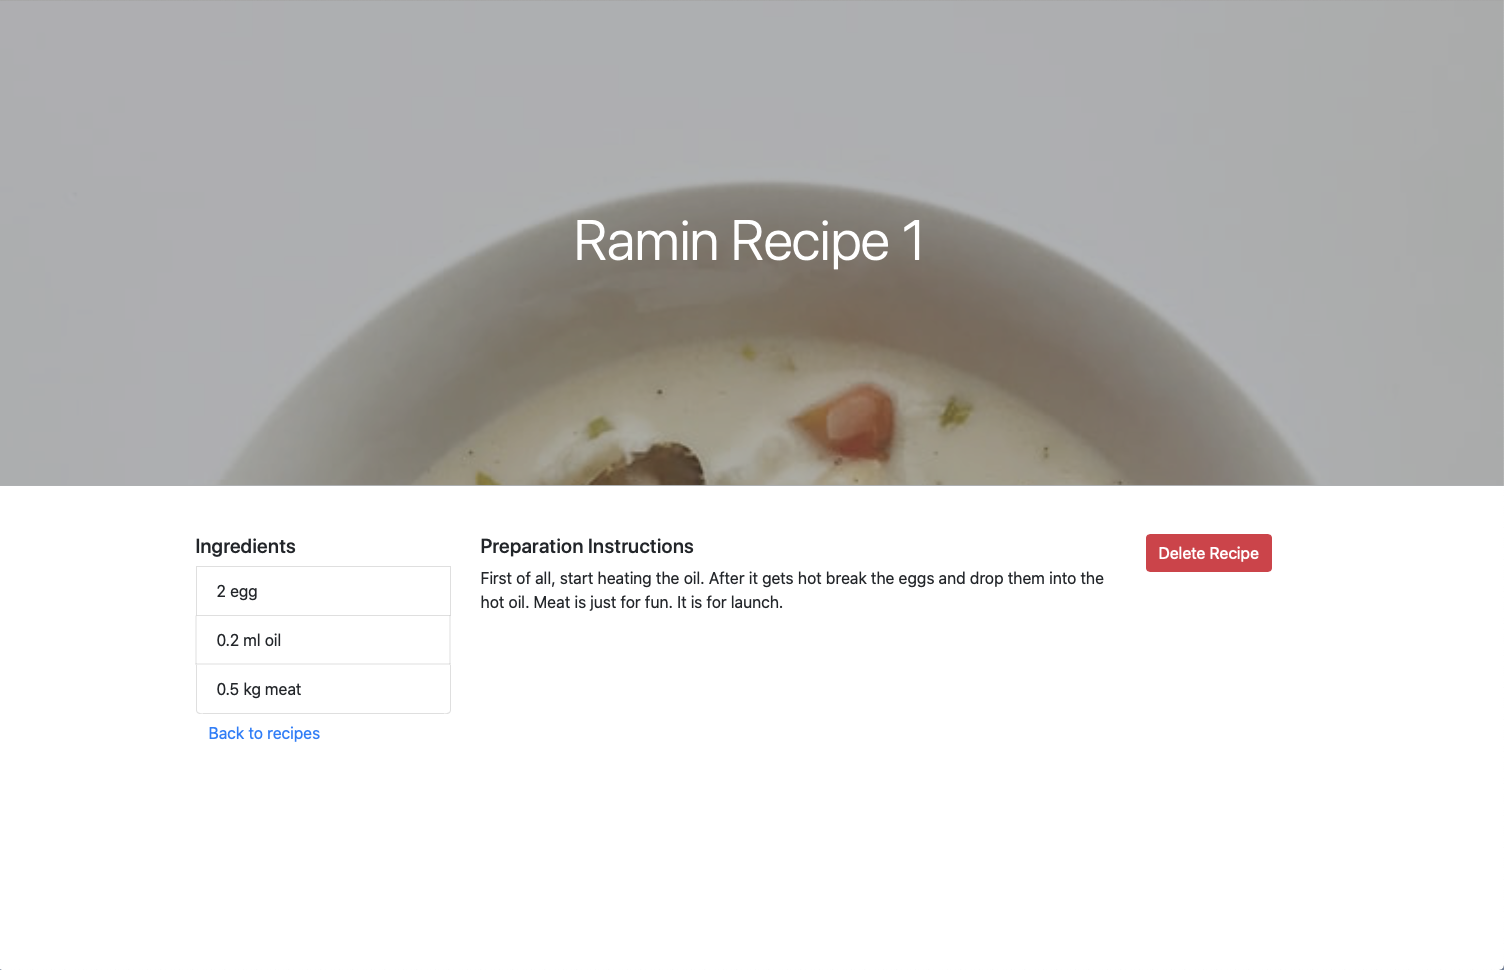 Ramin Recipe 1
Ingredients
2 egg
0.2 ml oil
0.5 kg meat
Back to recipes
Preparation Instructions
First of all, start heating the oil. After it gets hot break the eggs and drop them into the
hot oil. Meat is just for fun. It is for launch.
Delete Recipe